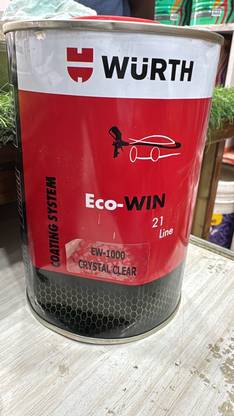 WÜRTH
Eco-WIN
21
Line
COATING SYSTEM
EW-1000
CRYSTAL CLEAR